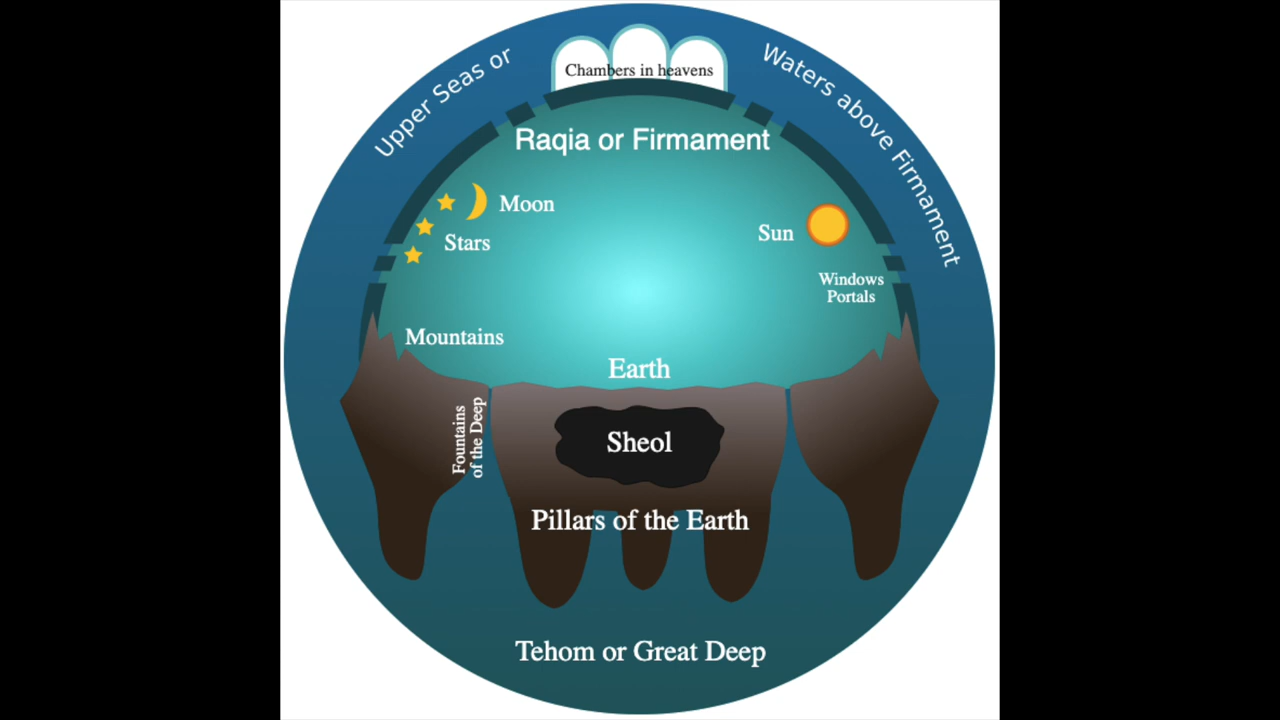 Upper Seas or
Waters above Firmament
Chambers in heavens
Raqia or Firmament
Moon
Stars
Sun
Windows
Portals
Mountains
Earth
Fountains
of the Deep
Sheol
Pillars of the Earth
Tehom or Great Deep